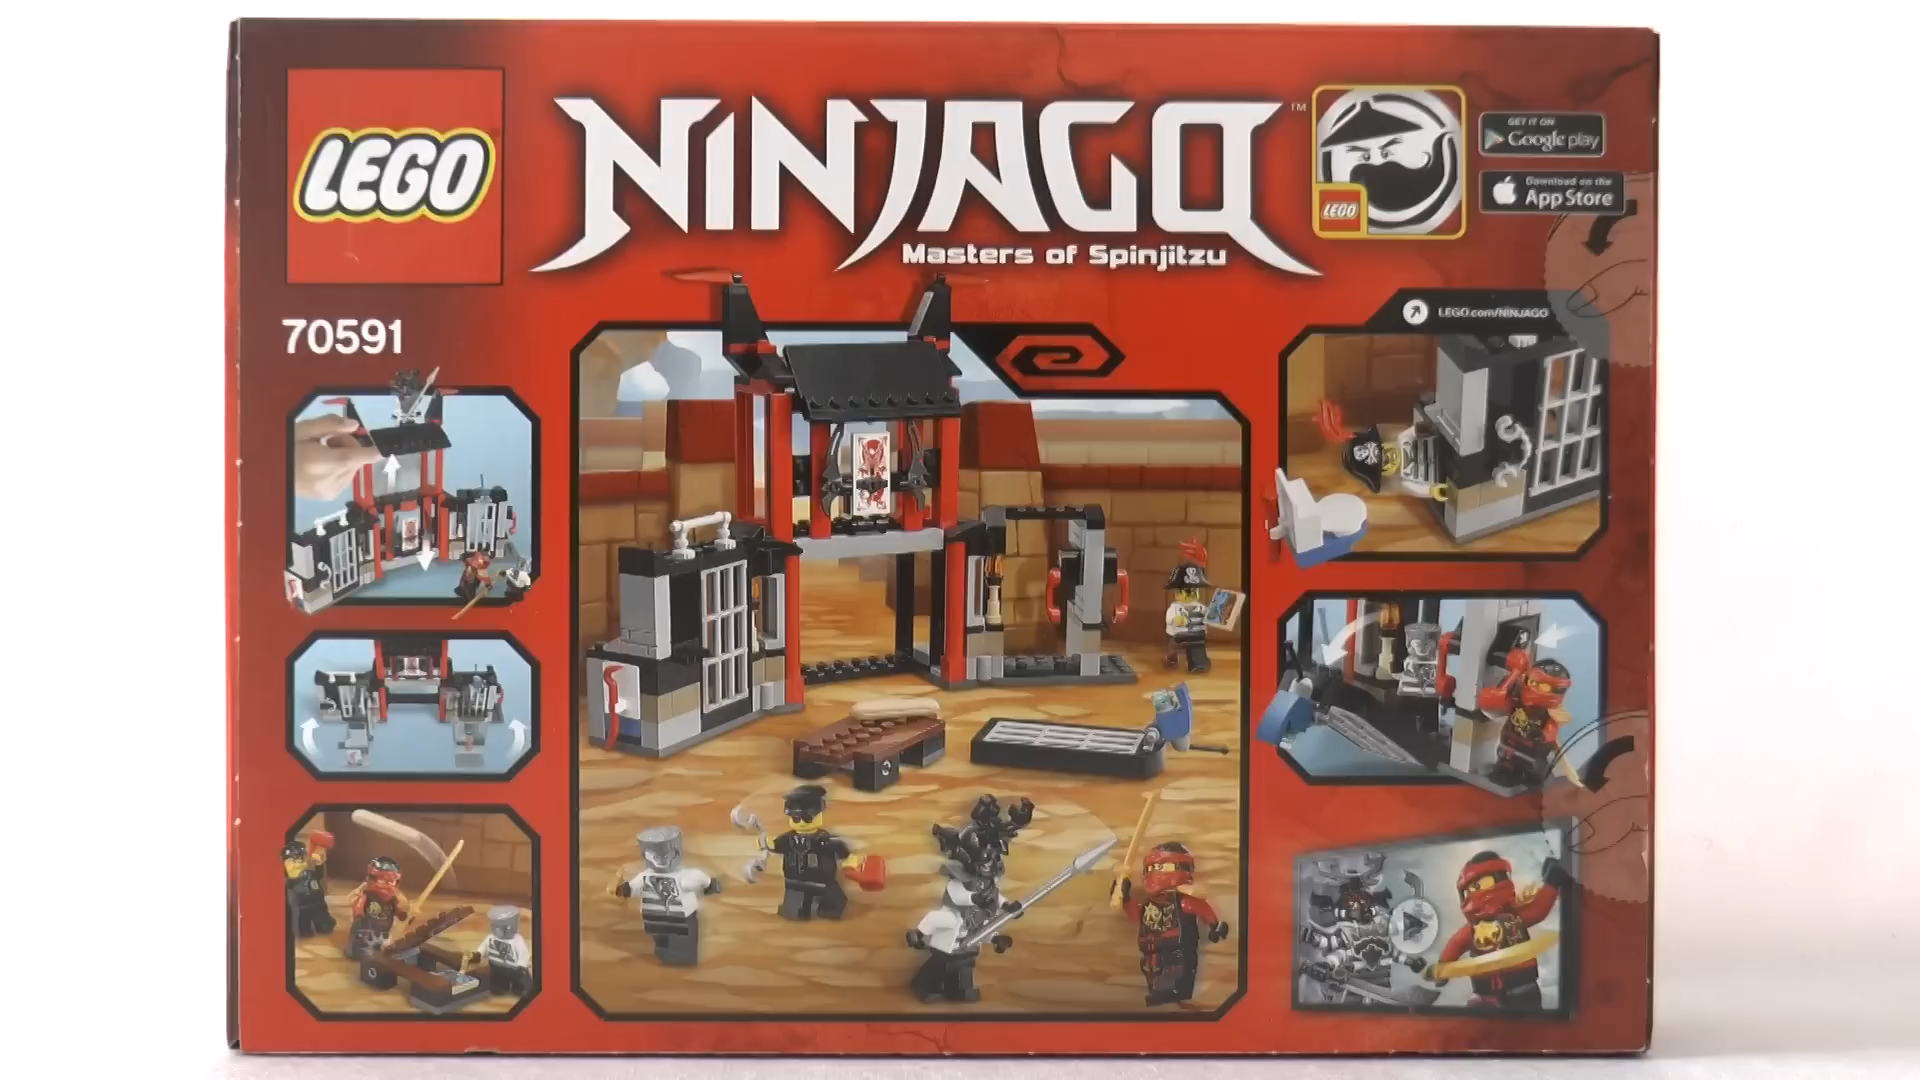 LEGO
NINJAGO™
Masters of Spinjitzu
LEGO
GET IT ON
Google play
Download on the
App Store
70591
LEGO.com/NINJAGO